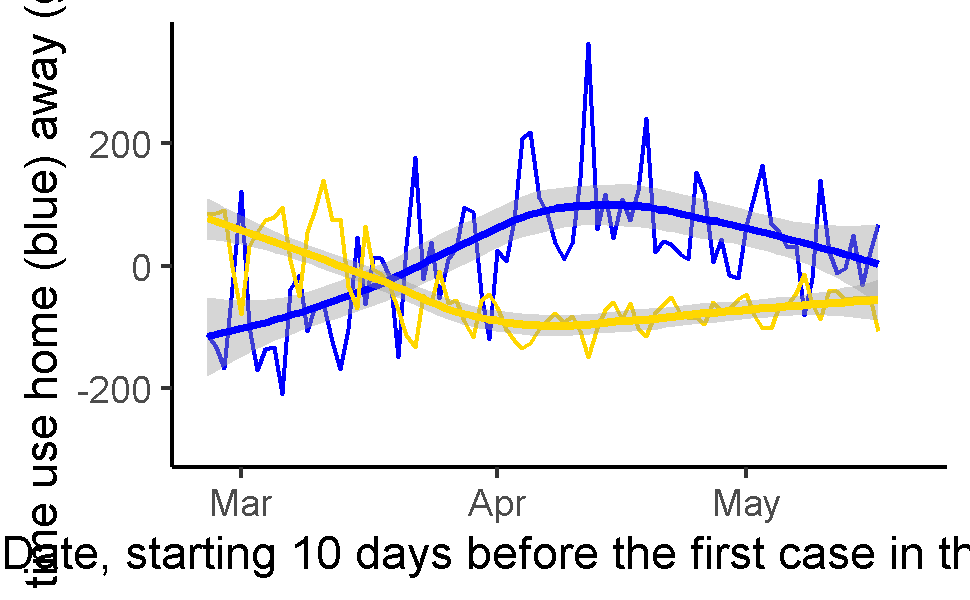 time use home (blue) away (
200
0
-200
Mar Apr May
Date, starting 10 days before the first case in th